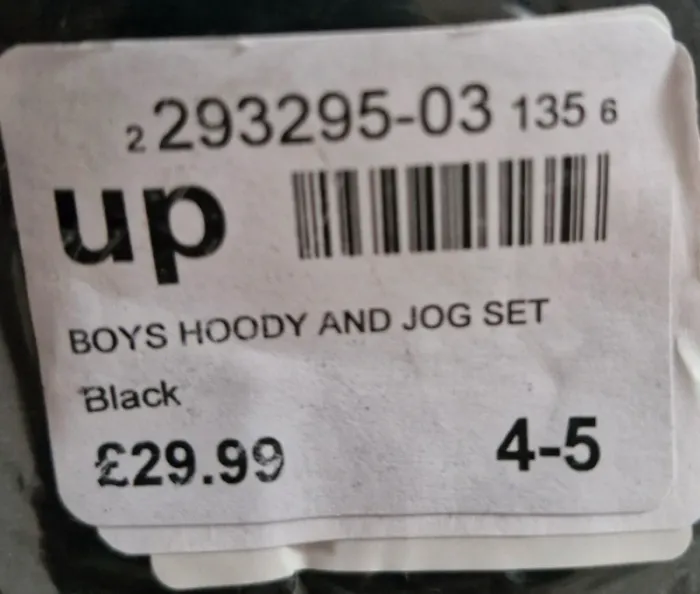 2 293295-03 135 6
up
BOYS HOODY AND JOG SET
Black
£29.99 4-5